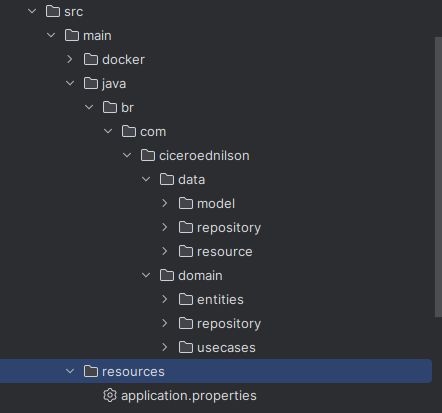 src
main
docker
java
br
com
ciceroednilson
data
model
repository
resource
domain
entities
repository
usecases
resources
application.properties